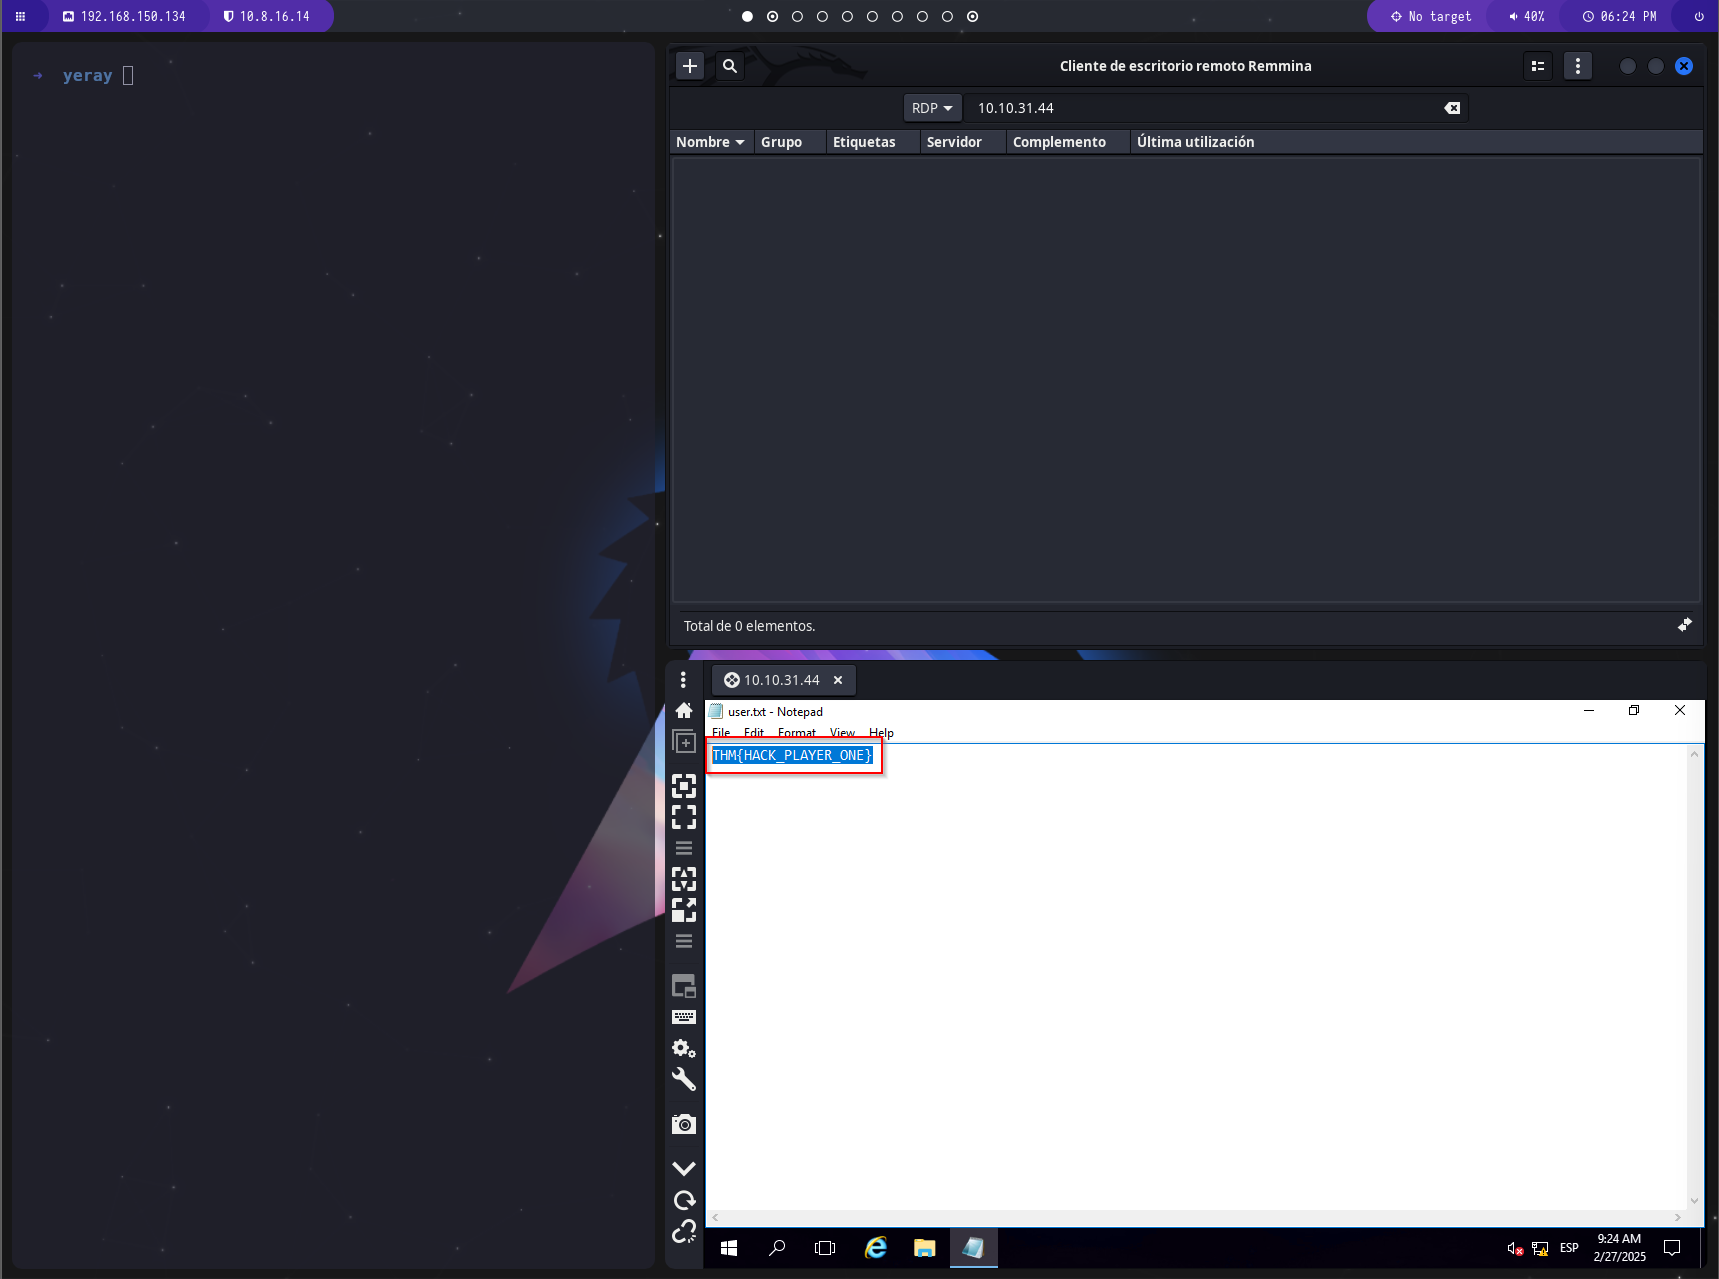 192.168.150.134 10.8.16.14 No target 40% 06:24 PM
yeray
Cliente de escritorio remoto Remmina
RDP 10.10.31.44
Nombre Grupo Etiquetas Servidor Complemento Última utilización
Total de 0 elementos.
10.10.31.44
user.txt - Notepad
File Edit Format View Help
THM{HACK_PLAYER_ONE}
ESP
9:24 AM
2/27/2025